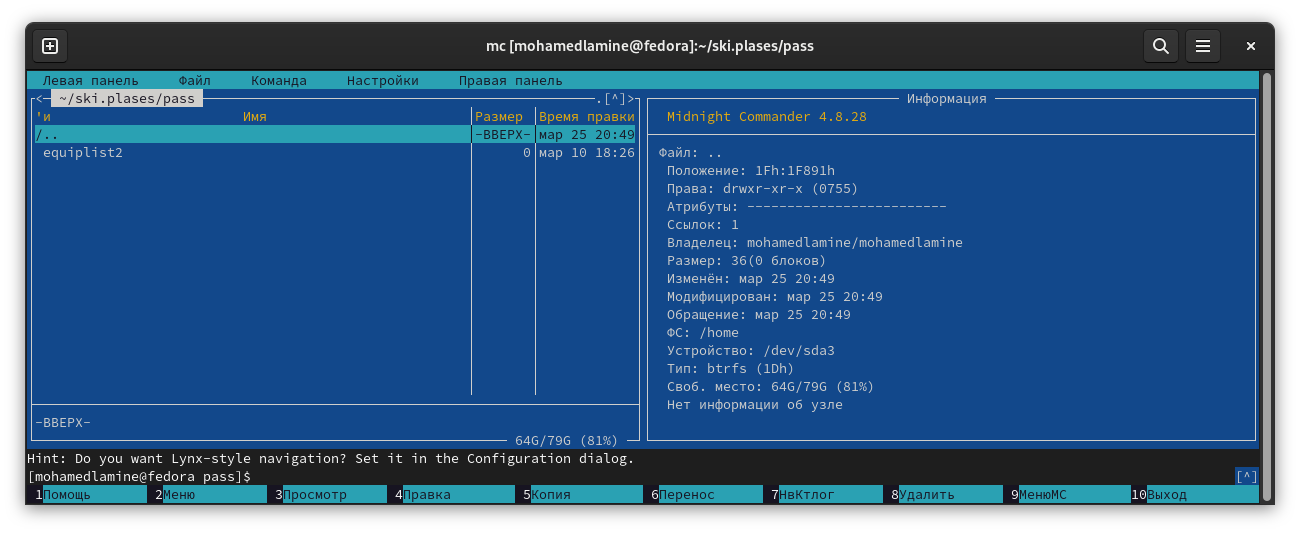 mc [mohamedlamine@fedora]:~/ski.plases/pass
Левая панель Файл Команда Настройки Правая панель
<─ ~/ski.plases/pass .[^]>
'и Имя Размер Время правки
/.. -ВВЕРХ- мар 25 20:49
equiplist2 0 мар 10 18:26
-ВВЕРХ-
64G/79G (81%)
Информация
Midnight Commander 4.8.28
Файл: ..
Положение: 1Fh:1F891h
Права: drwxr-xr-x (0755)
Атрибуты: -------------------------
Ссылок: 1
Владелец: mohamedlamine/mohamedlamine
Размер: 36(0 блоков)
Изменён: мар 25 20:49
Модифицирован: мар 25 20:49
Обращение: мар 25 20:49
ФС: /home
Устройство: /dev/sda3
Тип: btrfs (1Dh)
Своб. место: 64G/79G (81%)
Нет информации об узле
Hint: Do you want Lynx-style navigation? Set it in the Configuration dialog.
[mohamedlamine@fedora pass]$ [^]
1Помощь 2Меню 3Просмотр 4Правка 5Копия 6Перенос 7НвКтлог 8Удалить 9МенюMC 10Выход